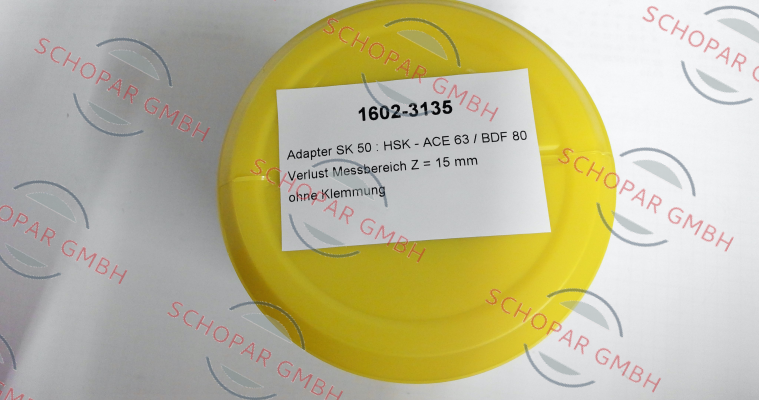 1602-3135
Adapter SK 50 : HSK - ACE 63 / BDF 80
Verlust Messbereich Z = 15 mm
ohne Klemmung
SCHOPAR GMBH
SCHOPAR GMBH
SCHOPAR GMBH
SCHOPAR GMBH
SCHOPAR GMBH
SCHOPAR GMBH
SCHOPAR GMBH
SCHOPAR GMBH